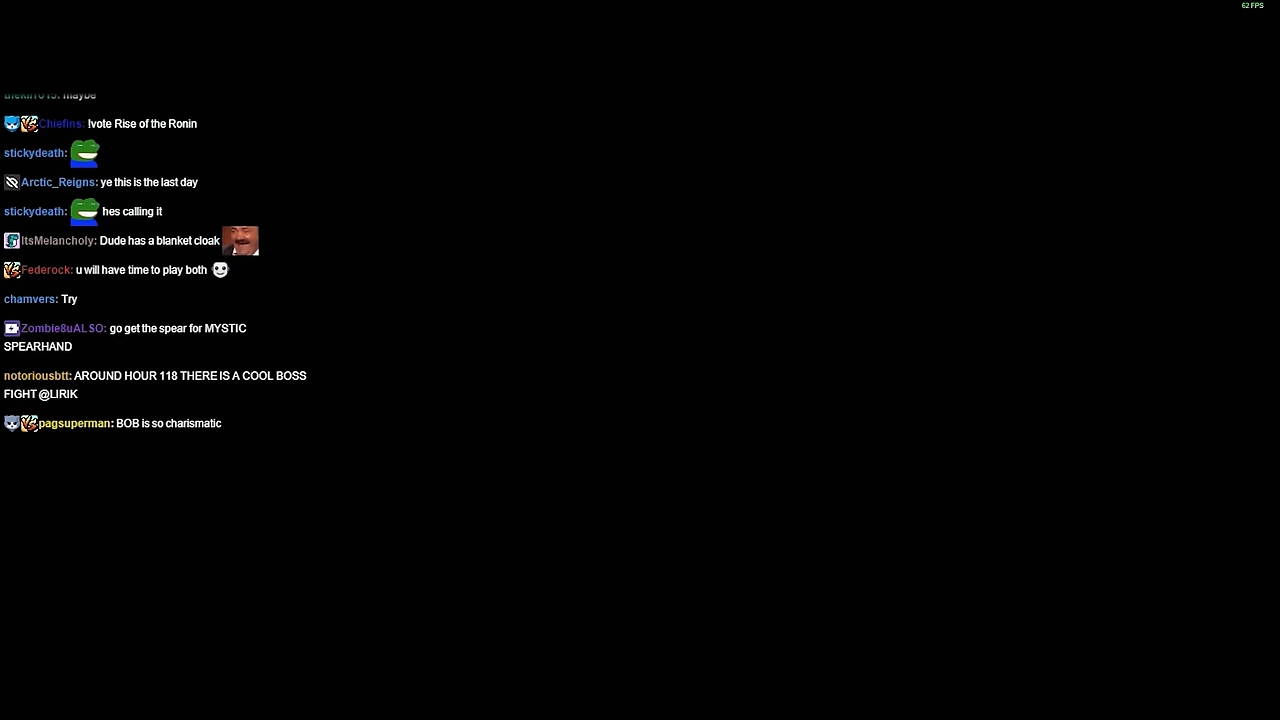 62 FPS
maybe
Chiefins: !vote Rise of the Ronin
stickydeath:
Arctic_Reigns: ye this is the last day
stickydeath: hes calling it
ItsMelancholy: Dude has a blanket cloak
Federock: u will have time to play both
chamvers: Try
Zombie8uALSO: go get the spear for MYSTIC
SPEARHAND
notoriousbtt: AROUND HOUR 118 THERE IS A COOL BOSS
FIGHT @LIRIK
pagsuperman: BOB is so charismatic